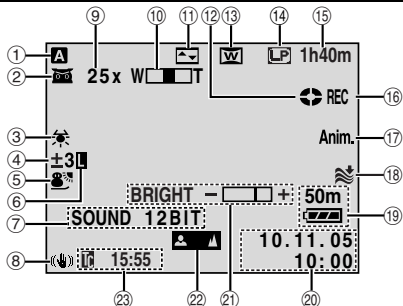 ⑨ ⑩ ⑪ ⑫ ⑬ ⑭ ⑮
① A W LP 1h40m
② 25x W T
REC ⑯
③ Anim. ⑰
④ ±3 L
⑤ ⑱
⑥ BRIGHT − + 50m
⑦ SOUND 12BIT ⑲
10.11.05
⑧ 15:55 10:00
㉓ ㉒ ㉑ ⑳